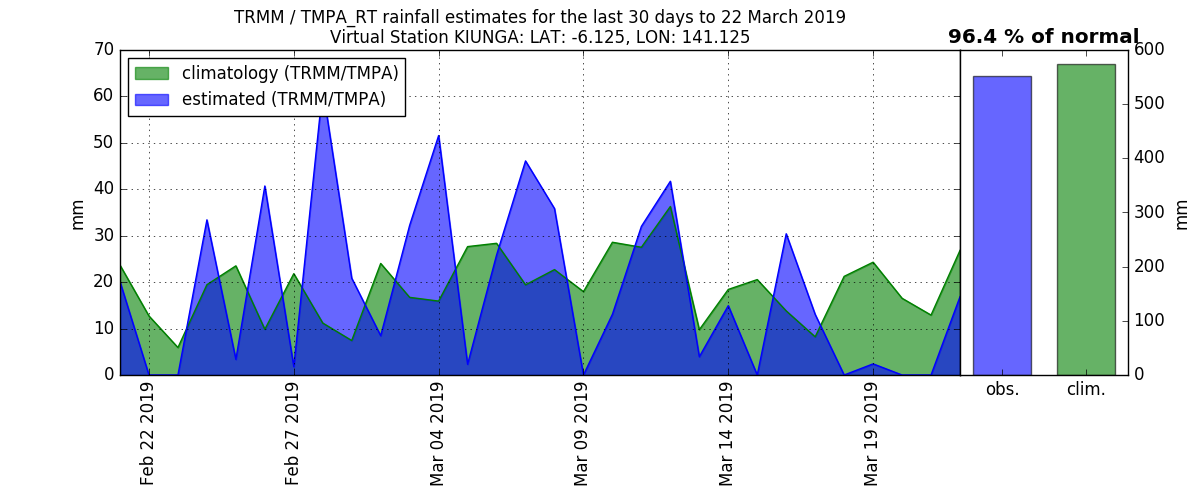 TRMM / TMPA_RT rainfall estimates for the last 30 days to 22 March 2019
Virtual Station KIUNGA: LAT: -6.125, LON: 141.125
96.4 % of normal
climatology (TRMM/TMPA)
estimated (TRMM/TMPA)
70
60
50
40
30
20
10
0
mm
Feb 22 2019
Feb 27 2019
Mar 04 2019
Mar 09 2019
Mar 14 2019
Mar 19 2019
600
500
400
300
200
100
0
mm
obs.
clim.